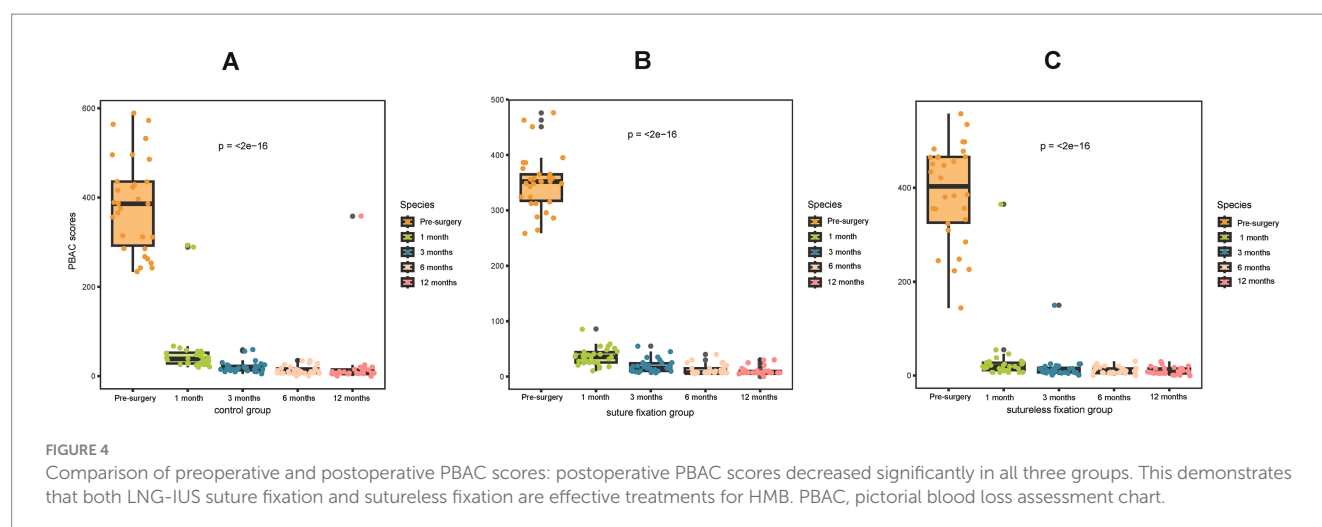 A
B
C
PBAC scores
600
400
200
0
p = <2e−16
Pre-surgery 1 month 3 months 6 months 12 months
control group
Species
Pre-surgery
1 month
3 months
6 months
12 months
500
400
300
200
100
0
p = <2e−16
Pre-surgery 1 month 3 months 6 months 12 months
suture fixation group
Species
Pre-surgery
1 month
3 months
6 months
12 months
400
200
0
p = <2e−16
Pre-surgery 1 month 3 months 6 months 12 months
sutureless fixation group
Species
Pre-surgery
1 month
3 months
6 months
12 months
FIGURE 4
Comparison of preoperative and postoperative PBAC scores: postoperative PBAC scores decreased significantly in all three groups. This demonstrates
that both LNG-IUS suture fixation and sutureless fixation are effective treatments for HMB. PBAC, pictorial blood loss assessment chart.